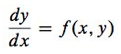 dy/dx = f(x, y)